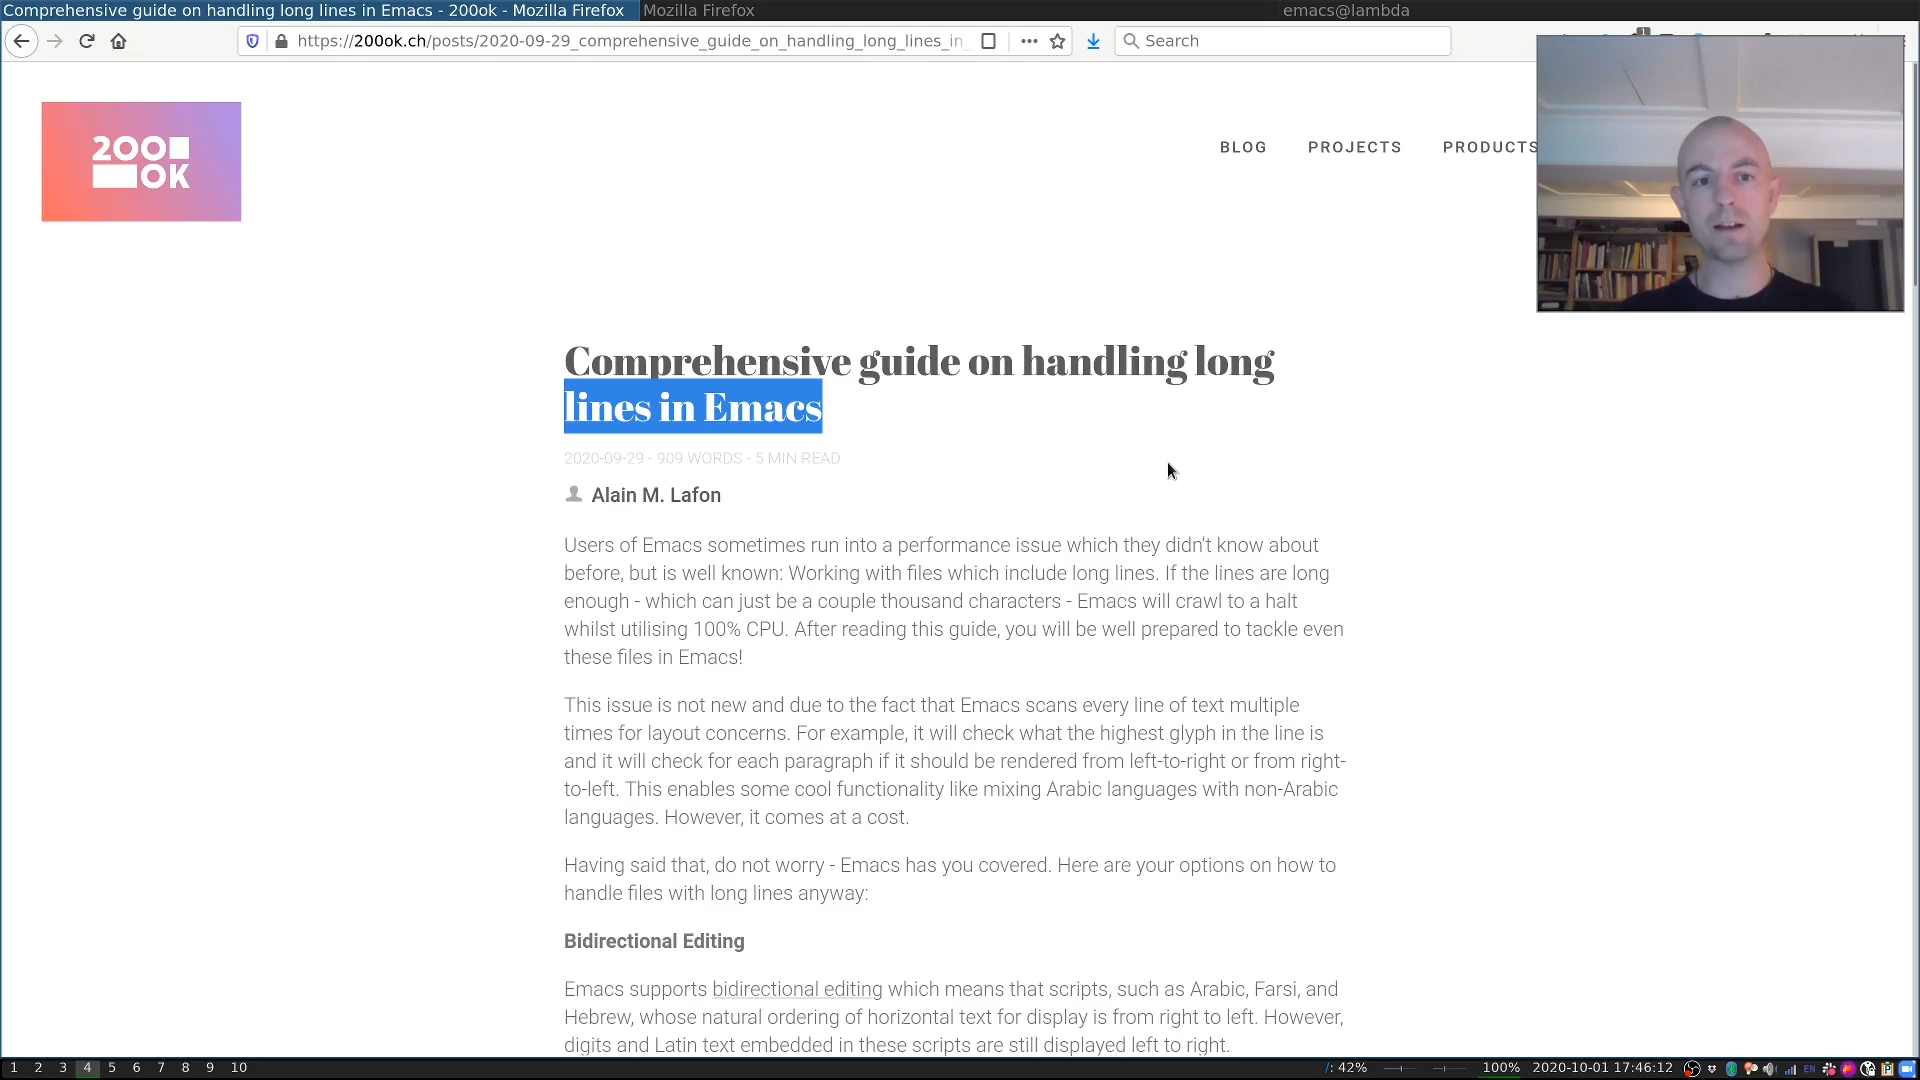 Comprehensive guide on handling long lines in Emacs - 200ok - Mozilla Firefox
Mozilla Firefox
emacs@lambda
https://200ok.ch/posts/2020-09-29_comprehensive_guide_on_handling_long_lines_in_
Search
1
200
OK
BLOG
PROJECTS
PRODUCTS
Comprehensive guide on handling long
lines in Emacs
2020-09-29 - 909 WORDS - 5 MIN READ
Alain M. Lafon
Users of Emacs sometimes run into a performance issue which they didn't know about
before, but is well known: Working with files which include long lines. If the lines are long
enough - which can just be a couple thousand characters - Emacs will crawl to a halt
whilst utilising 100% CPU. After reading this guide, you will be well prepared to tackle even
these files in Emacs!
This issue is not new and due to the fact that Emacs scans every line of text multiple
times for layout concerns. For example, it will check what the highest glyph in the line is
and it will check for each paragraph if it should be rendered from left-to-right or from right-
to-left. This enables some cool functionality like mixing Arabic languages with non-Arabic
languages. However, it comes at a cost.
Having said that, do not worry - Emacs has you covered. Here are your options on how to
handle files with long lines anyway:
Bidirectional Editing
Emacs supports bidirectional editing which means that scripts, such as Arabic, Farsi, and
Hebrew, whose natural ordering of horizontal text for display is from right to left. However,
digits and Latin text embedded in these scripts are still displayed left to right.
1 2 3 4 5 6 7 8 9 10
/: 42%
100%
2020-10-01 17:46:12
EN